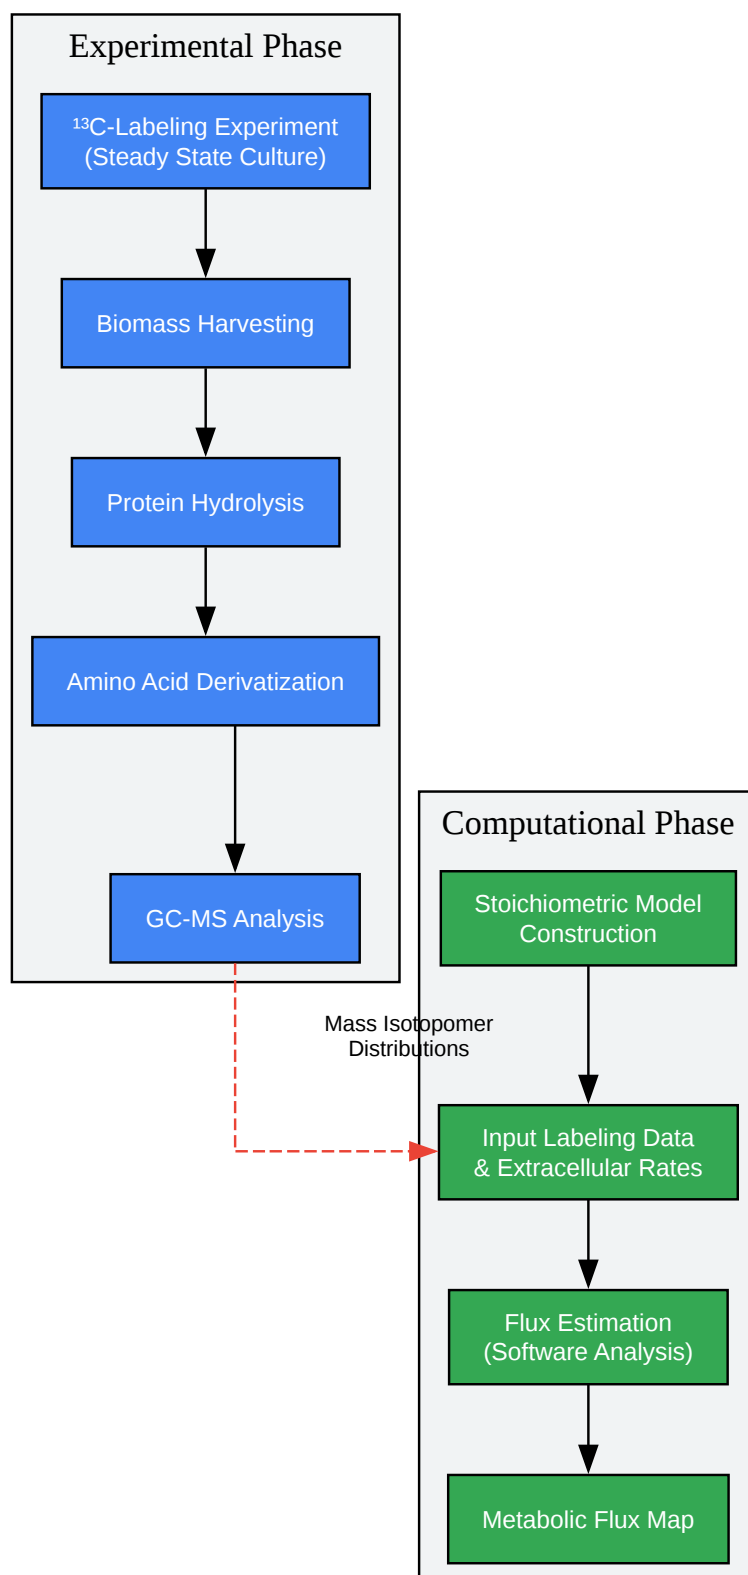 Experimental Phase
¹³C-Labeling Experiment
(Steady State Culture)
Biomass Harvesting
Protein Hydrolysis
Amino Acid Derivatization
GC-MS Analysis
Mass Isotopomer
Distributions
Computational Phase
Stoichiometric Model
Construction
Input Labeling Data
& Extracellular Rates
Flux Estimation
(Software Analysis)
Metabolic Flux Map